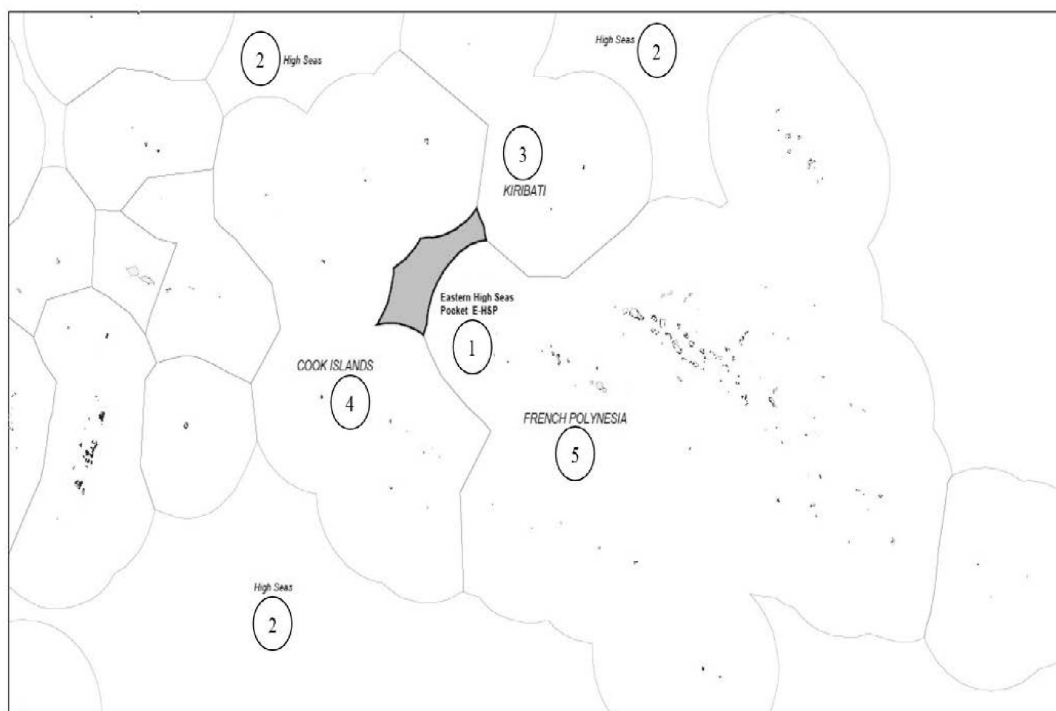 2
High Seas
High Seas
2
3
KIRIBATI
Eastern High Seas
Pocket E-HSP
1
COOK ISLANDS
4
FRENCH POLYNESIA
5
High Seas
2